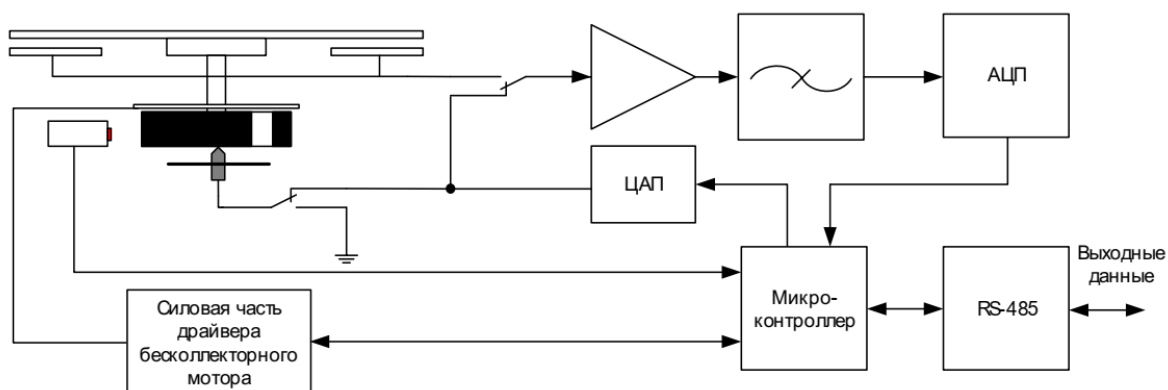 АЦП
ЦАП
Микро-
контроллер
RS-485
Выходные
данные
Силовая часть
драйвера
бесколлекторного
мотора